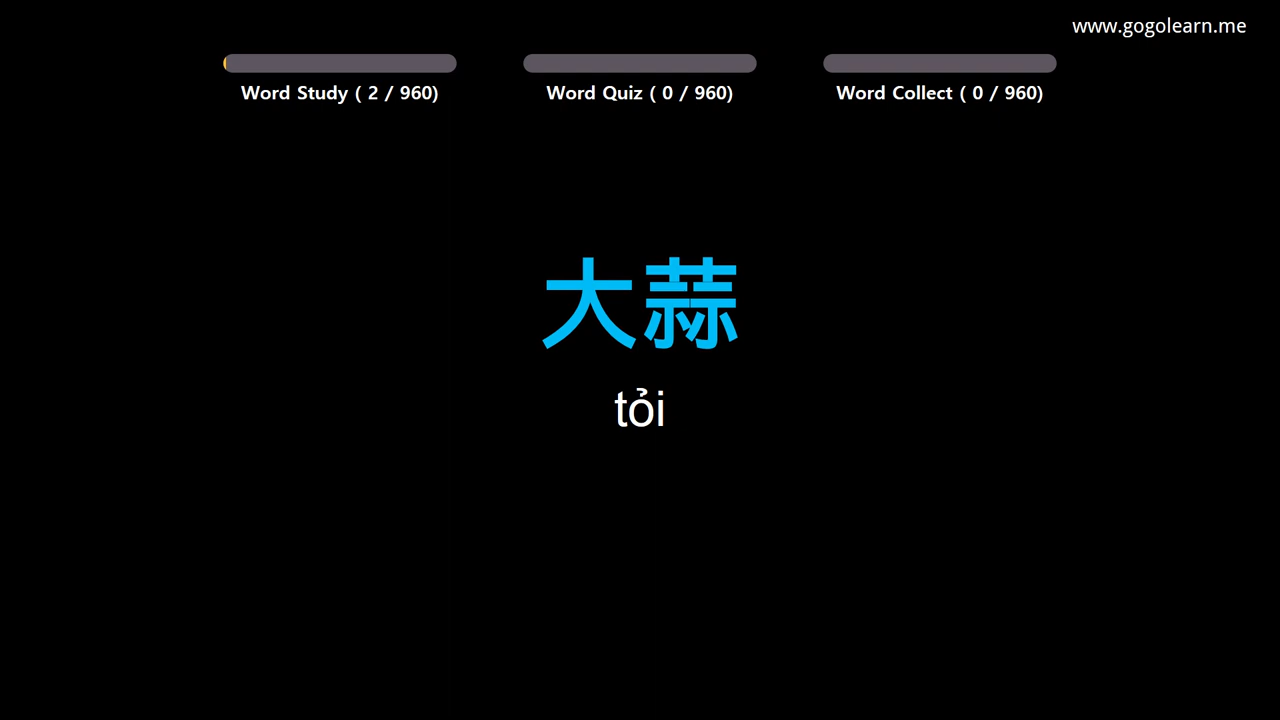 www.gogolearn.me
Word Study ( 2 / 960)
Word Quiz ( 0 / 960)
Word Collect ( 0 / 960)
大蒜
tỏi